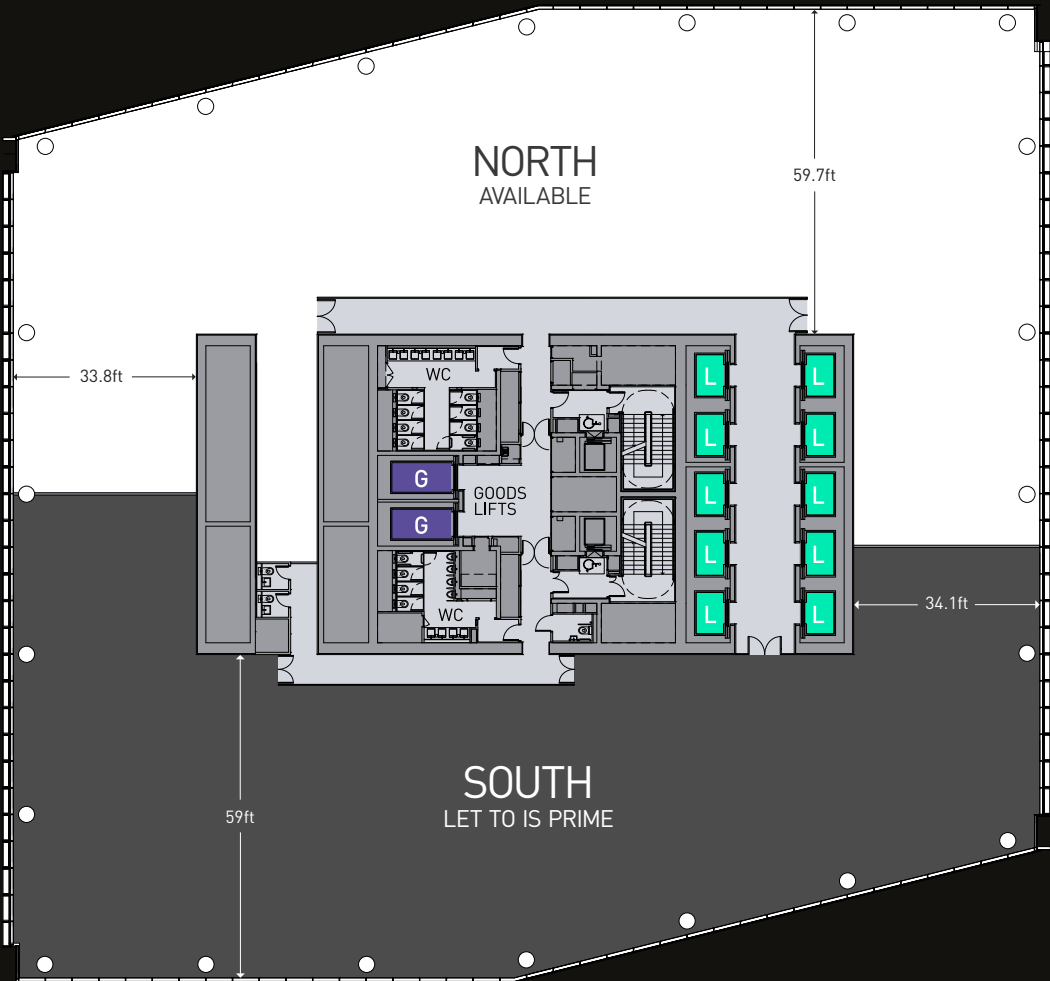 NORTH
AVAILABLE
59.7ft
33.8ft
WC
L
L
L
L
G
GOODS
LIFTS
L
L
G
L
L
WC
34.1ft
L
L
SOUTH
LET TO IS PRIME
59ft